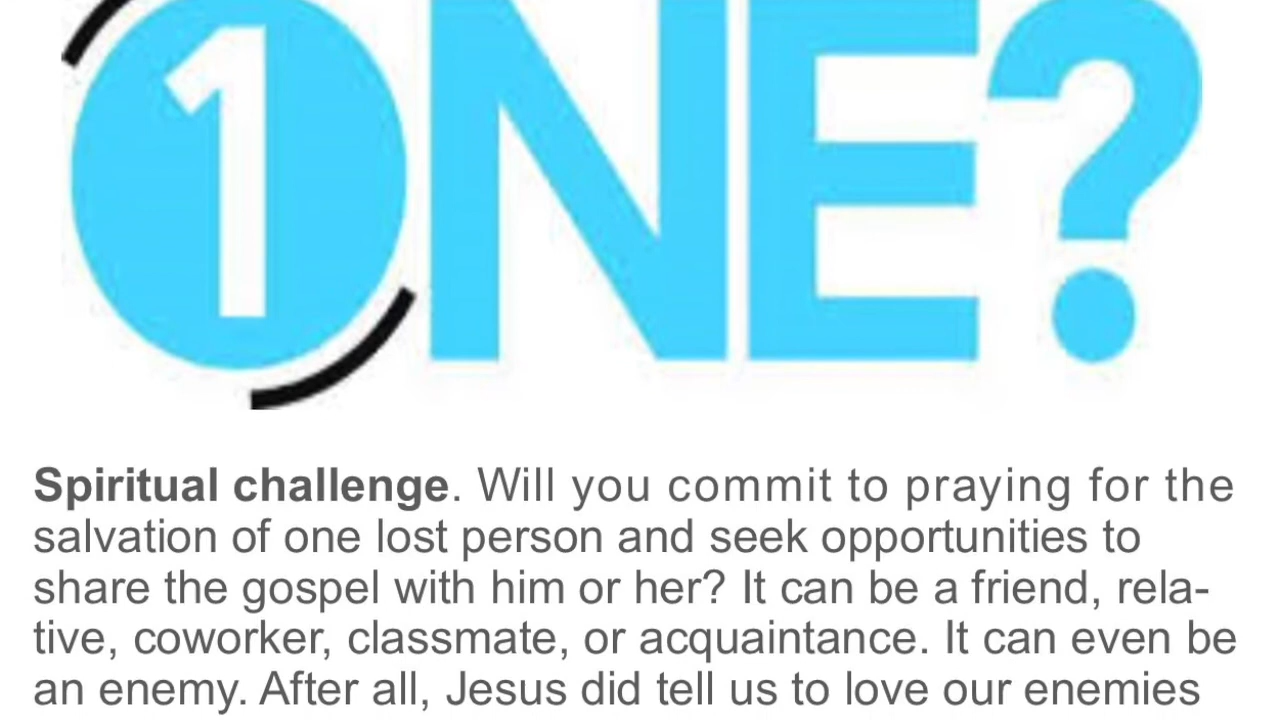 1NE?
Spiritual challenge. Will you commit to praying for the
salvation of one lost person and seek opportunities to
share the gospel with him or her? It can be a friend, rela-
tive, coworker, classmate, or acquaintance. It can even be
an enemy. After all, Jesus did tell us to love our enemies